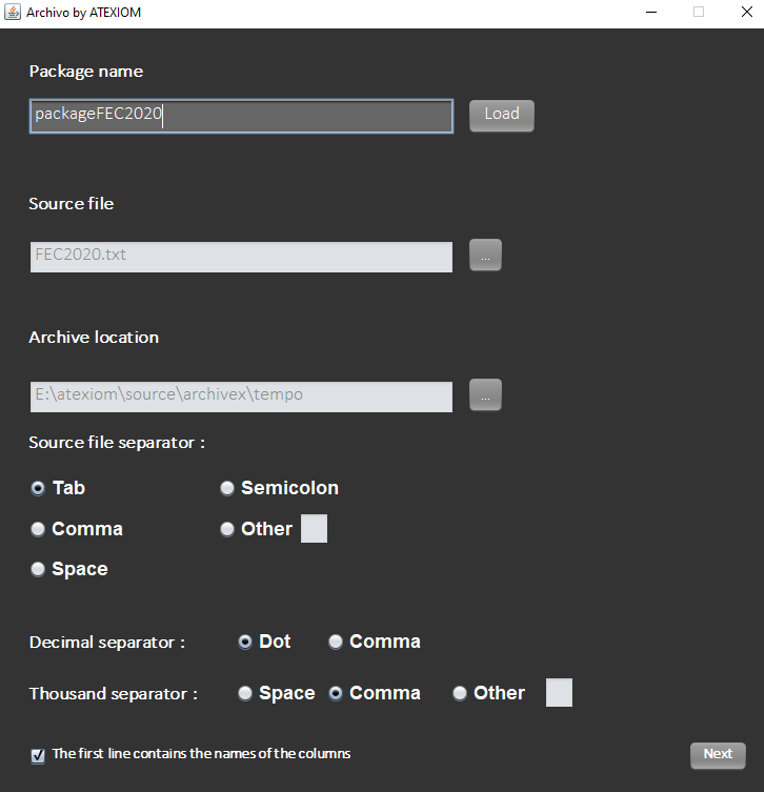 Archivo by ATEXIOM
Package name
packageFEC2020 Load
Source file
FEC2020.txt ...
Archive location
E:\atexiom\source\archivex\tempo ...
Source file separator :
Tab Semicolon
Comma Other
Space
Decimal separator : Dot Comma
Thousand separator : Space Comma Other
The first line contains the names of the columns Next